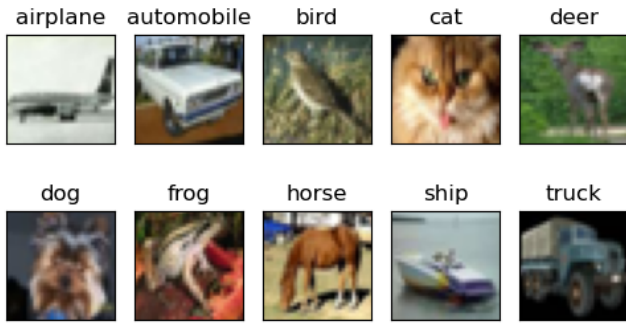 airplane automobile bird cat deer
dog frog horse ship truck